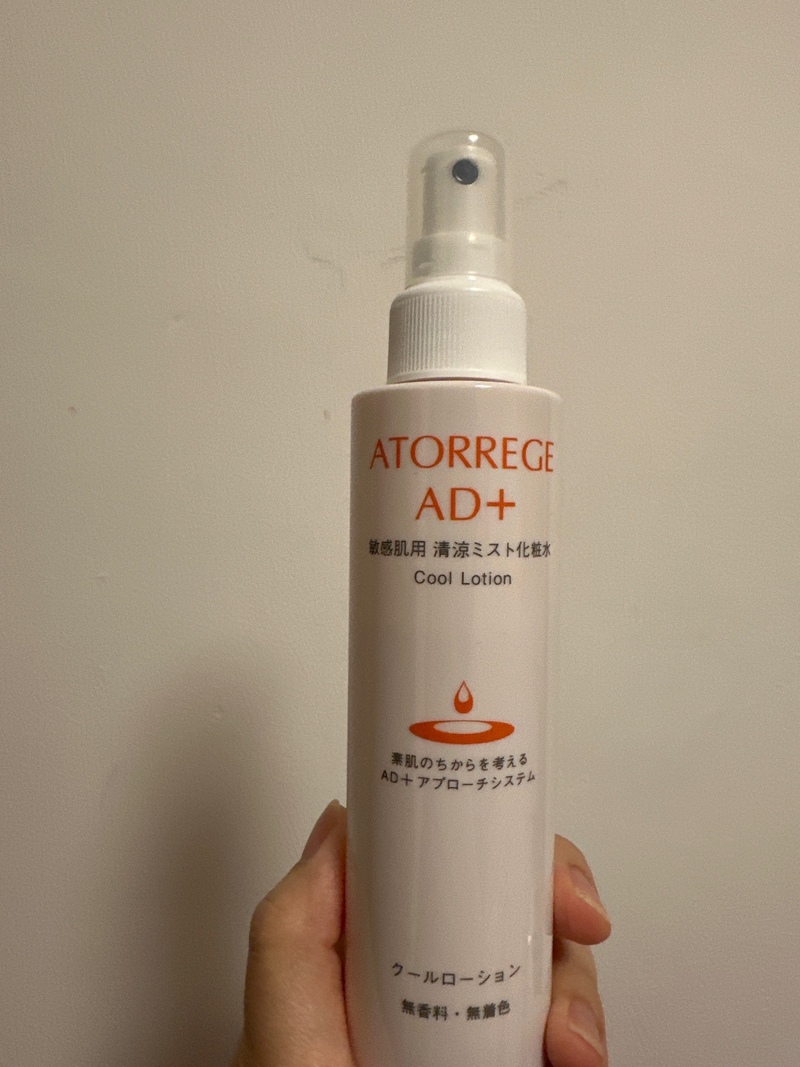 ATORREGE
AD+
敏感肌用 清涼ミスト化粧水
Cool Lotion
素肌のちからを考える
AD+アプローチシステム
クールローション
無香料・無着色